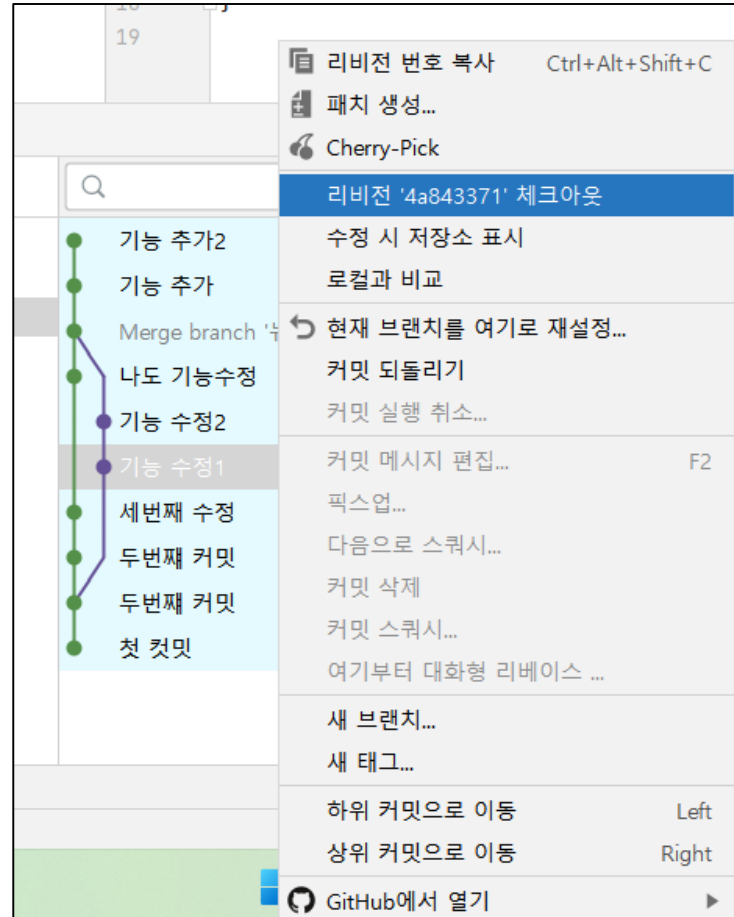 19
리비전 번호 복사 Ctrl+Alt+Shift+C
패치 생성...
Cherry-Pick
리비전 '4a843371' 체크아웃
수정 시 저장소 표시
로컬과 비교
현재 브랜치를 여기로 재설정...
커밋 되돌리기
커밋 실행 취소...
커밋 메시지 편집... F2
픽스업...
다음으로 스쿼시...
커밋 삭제
커밋 스쿼시...
여기부터 대화형 리베이스 ...
새 브랜치...
새 태그...
하위 커밋으로 이동 Left
상위 커밋으로 이동 Right
GitHub에서 열기
기능 추가2
기능 추가
Merge branch
나도 기능수정
기능 수정2
기능 수정1
세번째 수정
두번째 커밋
두번째 커밋
첫 컷밋